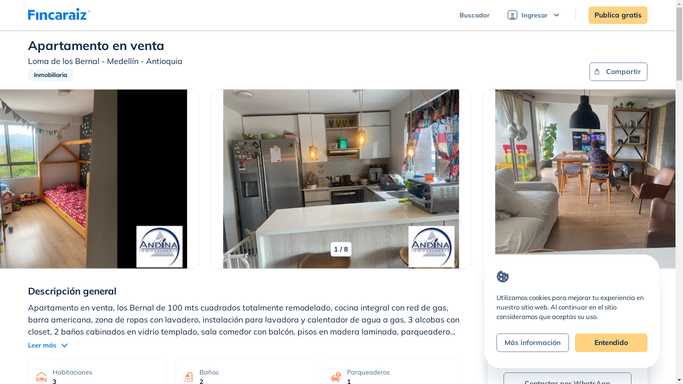 Fincaraiz
Buscador
Ingresar
Publica gratis
Apartamento en venta
Loma de los Bernal - Medellín - Antioquia
Inmobiliaria
Compartir
ANDINA
1 / 8
ANDINA
Descripción general
Apartamento en venta, los Bernal de 100 mts cuadrados totalmente remodelado, cocina integral con red de gas,
barra americana, zona de ropas con lavadero, instalación para lavadora y calentador de agua a gas, 3 alcobas con
closet, 2 baños cabinados en vidrio templado, sala comedor con balcón, pisos en madera laminada, parqueadero...
Leer más
Habitaciones
3
Baños
2
Parqueaderos
1
Utilizamos cookies para mejorar tu experiencia en
nuestro sitio web. Al continuar en el sitio
consideramos que aceptas su uso.
Más información
Entendido
Contactar por WhatsApp